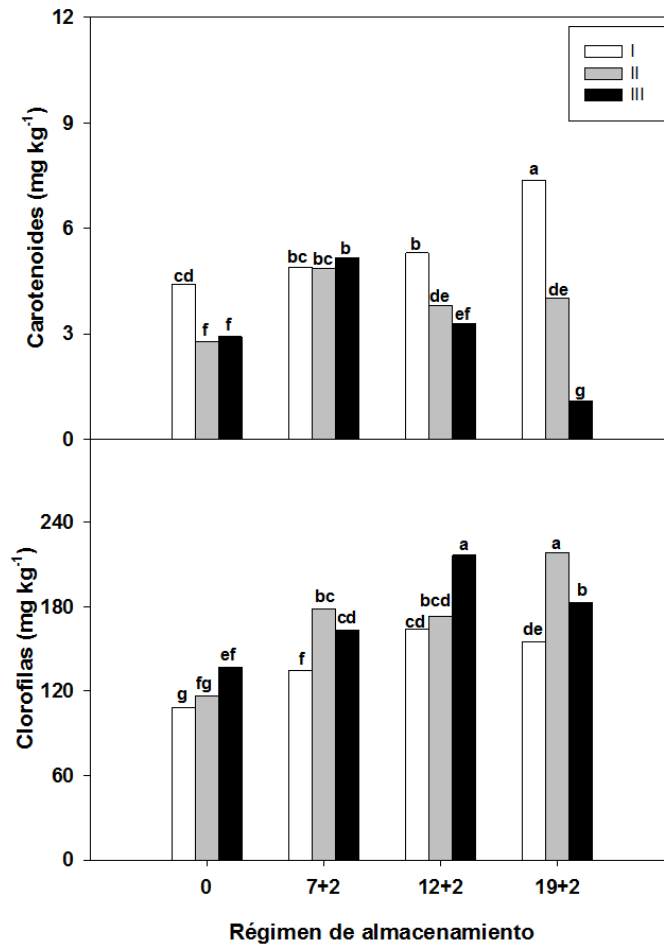 12
I
II
III
9
Carotenoides (mg kg-1)
a
6
bc bc b
b
cd
de
de
f f
ef
3
g
0
240
Clorofilas (mg kg-1)
a
a
bc
b
180
bcd
cd
cd
de
ef
f
g fg
120
60
0
0 7+2 12+2 19+2
Régimen de almacenamiento